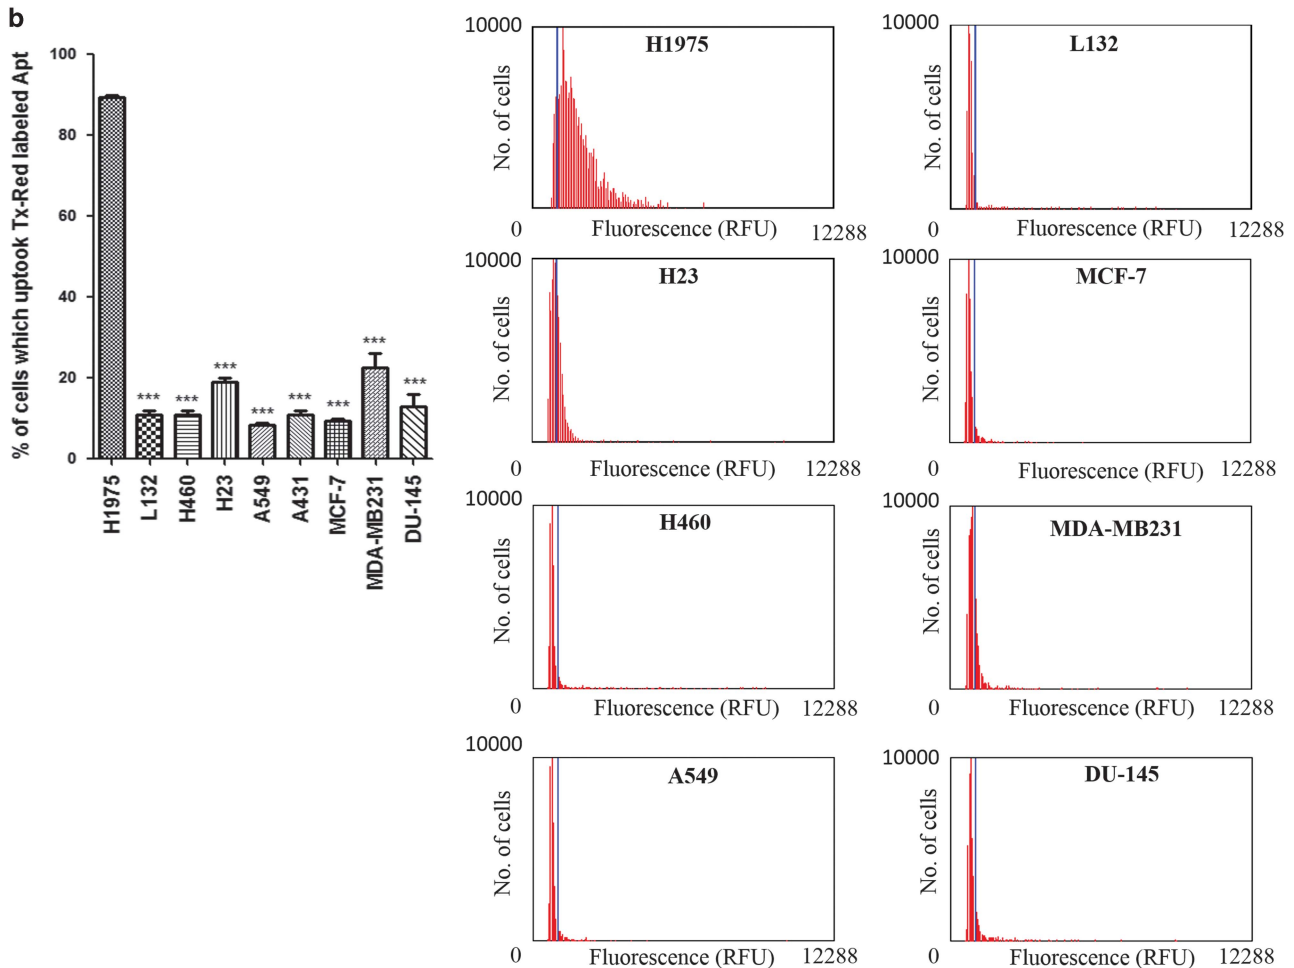 b
% of cells which uptook Tx-Red labeled Apt
100
80
60
40
20
0
***
***
***
***
***
***
***
***
H1975
L132
H460
H23
A549
A431
MCF-7
MDA-MB231
DU-145
10000
H1975
No. of cells
0
Fluorescence (RFU)
12288
10000
L132
No. of cells
0
Fluorescence (RFU)
12288
10000
H23
No. of cells
0
Fluorescence (RFU)
12288
10000
MCF-7
No. of cells
0
Fluorescence (RFU)
12288
10000
H460
No. of cells
0
Fluorescence (RFU)
12288
10000
MDA-MB231
No. of cells
0
Fluorescence (RFU)
12288
10000
A549
No. of cells
0
Fluorescence (RFU)
12288
10000
DU-145
No. of cells
0
Fluorescence (RFU)
12288